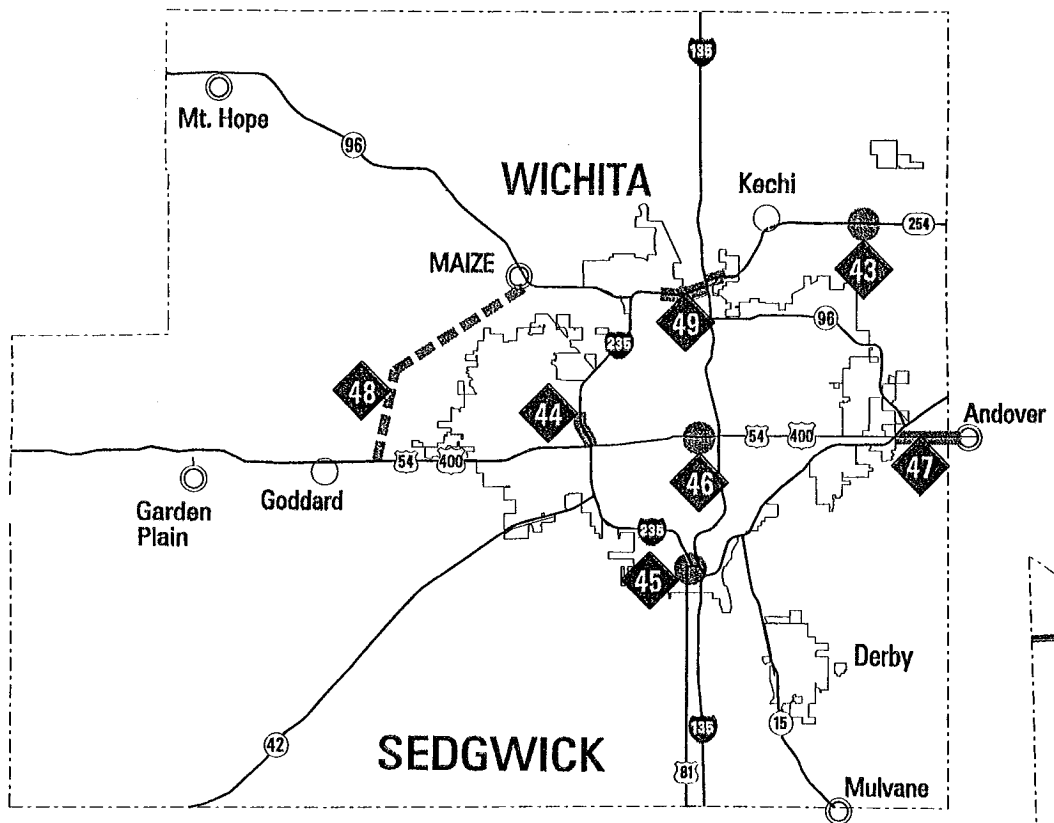 135
Mt. Hope
96
WICHITA
Kechi
254
43
MAIZE
49
96
235
48
44
Andover
54
400
47
54
400
46
Garden
Plain
Goddard
235
45
Derby
42
SEDGWICK
135
15
81
Mulvane